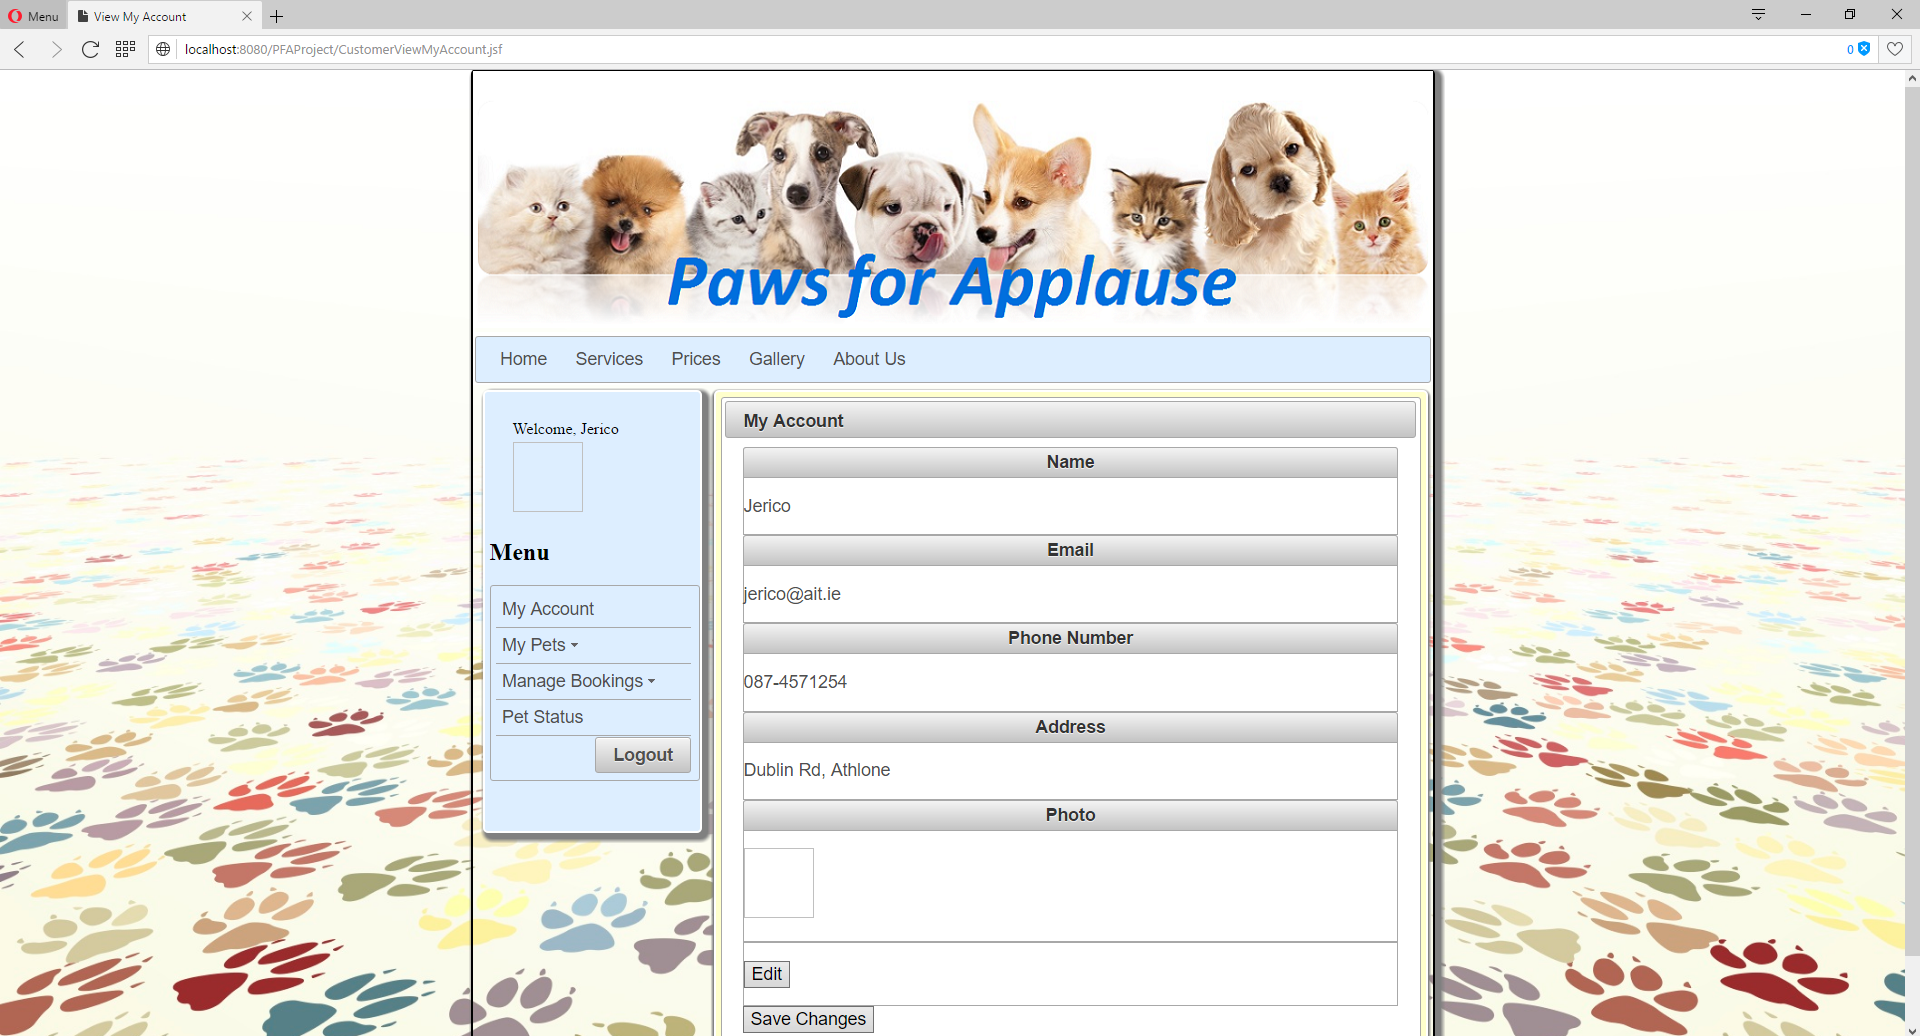 Menu
View My Account
localhost:8080/PFAProject/CustomerViewMyAccount.jsf
0
Paws for Applause
Home Services Prices Gallery About Us
Welcome, Jerico
Menu
My Account
My Pets
Manage Bookings
Pet Status
Logout
My Account
Name
Jerico
Email
jerico@ait.ie
Phone Number
087-4571254
Address
Dublin Rd, Athlone
Photo
Edit
Save Changes